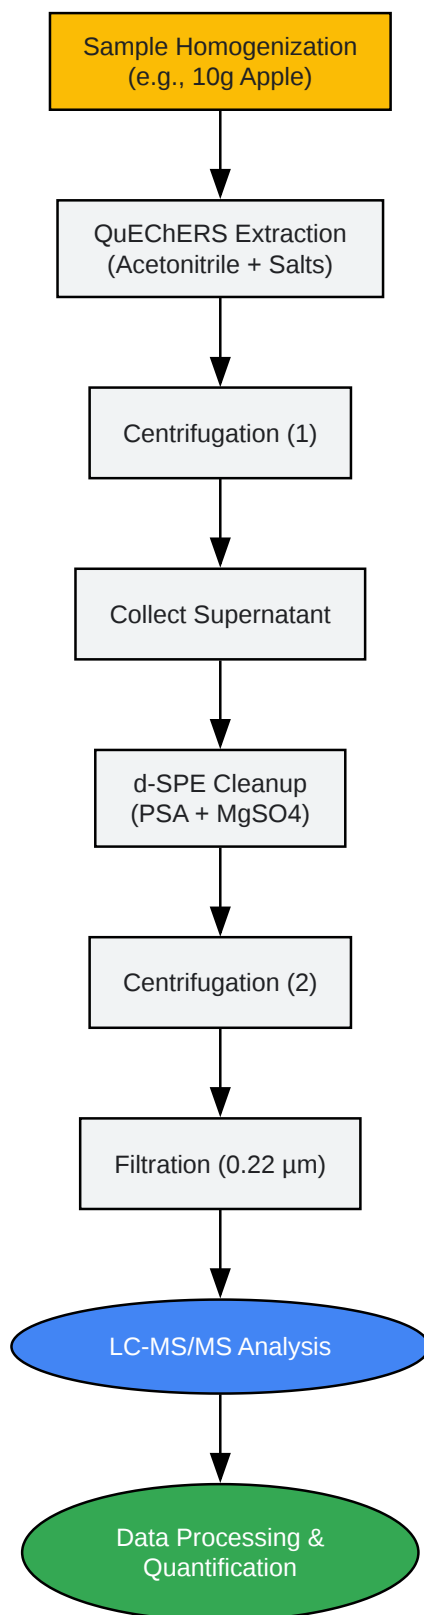 Sample Homogenization
(e.g., 10g Apple)
QuEChERS Extraction
(Acetonitrile + Salts)
Centrifugation (1)
Collect Supernatant
d-SPE Cleanup
(PSA + MgSO4)
Centrifugation (2)
Filtration (0.22 µm)
LC-MS/MS Analysis
Data Processing &
Quantification